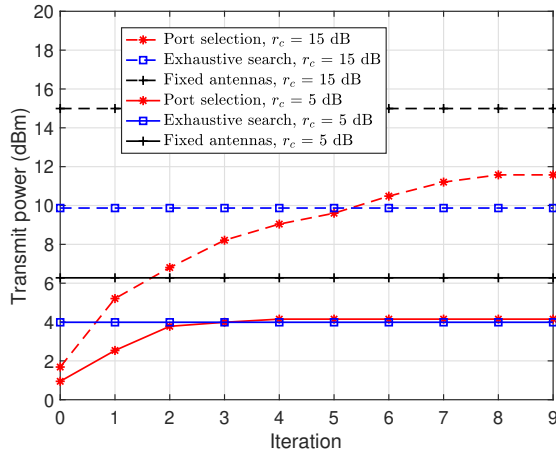 20
18
16
14
12
10
8
6
4
2
0
Transmit power (dBm)
Port selection, r_c = 15 dB
Exhaustive search, r_c = 15 dB
Fixed antennas, r_c = 15 dB
Port selection, r_c = 5 dB
Exhaustive search, r_c = 5 dB
Fixed antennas, r_c = 5 dB
0 1 2 3 4 5 6 7 8 9
Iteration